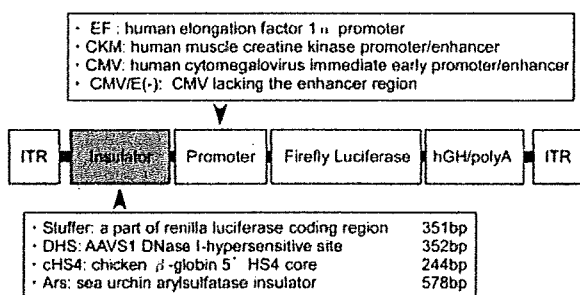 · EF : human elongation factor 1α promoter
· CKM: human muscle creatine kinase promoter/enhancer
· CMV: human cytomegalovirus immediate early promoter/enhancer
· CMV/E(-): CMV lacking the enhancer region
ITR Insulator Promoter Firefly Luciferase hGH/polyA ITR
· Stuffer: a part of renilla luciferase coding region 351bp
· DHS: AAVS1 DNase I-hypersensitive site 352bp
· cHS4: chicken β-globin 5' HS4 core 244bp
· Ars: sea urchin arylsulfatase insulator 578bp